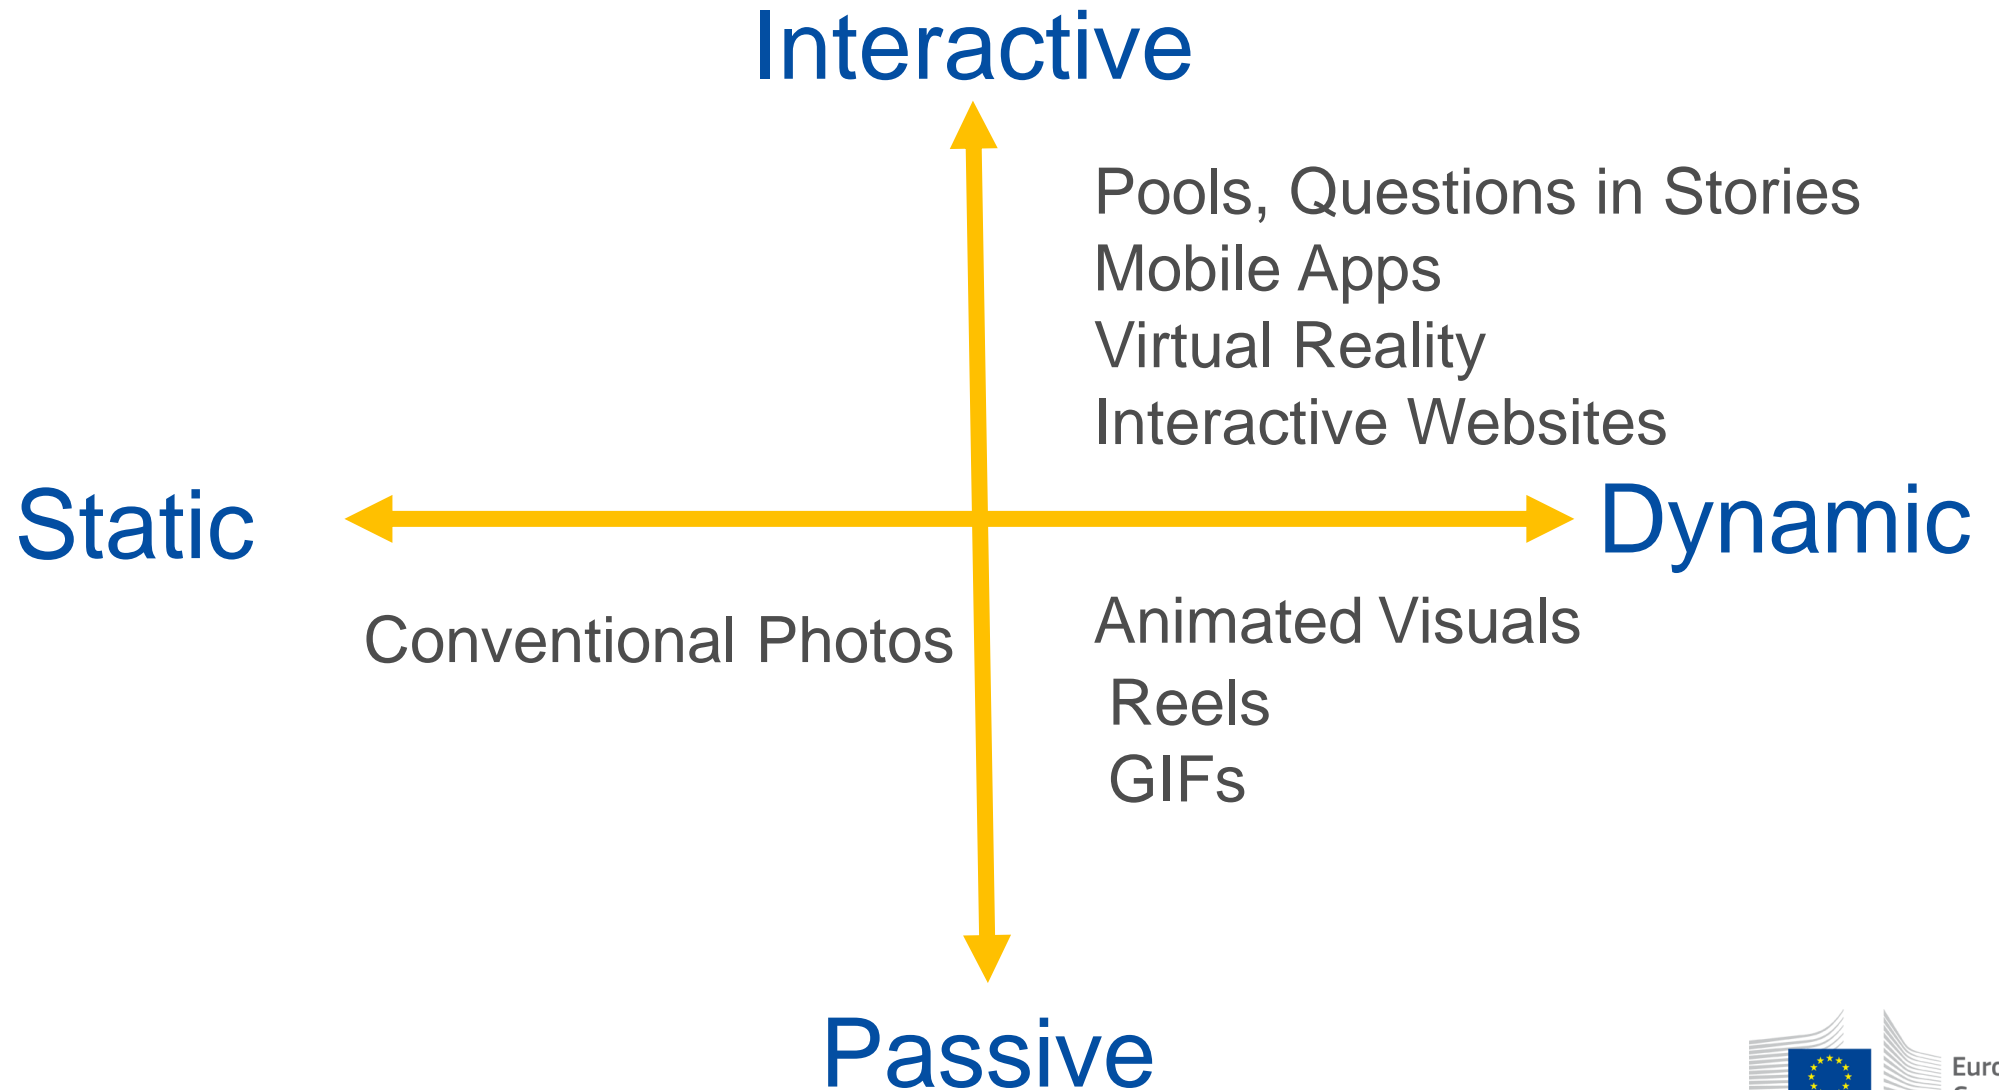 Interactive
Pools, Questions in Stories
Mobile Apps
Virtual Reality
Interactive Websites
Static
Dynamic
Conventional Photos
Animated Visuals
Reels
GIFs
Passive